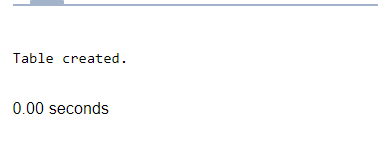 Table created.
0.00 seconds